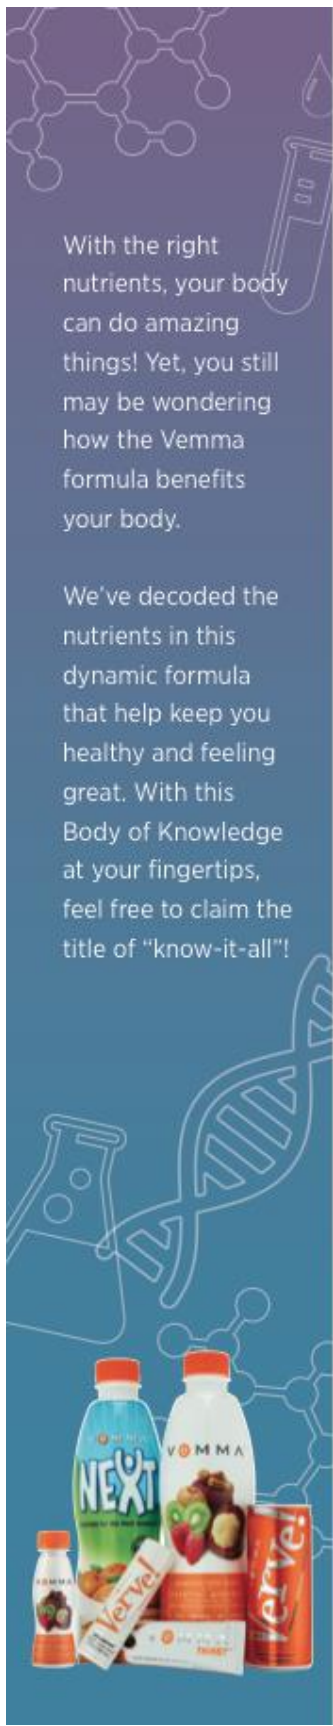 With the right
nutrients, your body
can do amazing
things! Yet, you still
may be wondering
how the Vemma
formula benefits
your body.
We've decoded the
nutrients in this
dynamic formula
that help keep you
healthy and feeling
great. With this
Body of Knowledge
at your fingertips,
feel free to claim the
title of “know-it-all”!
NEXT
VEMMA
VEMMA
Verve!
Verve!
THIRST